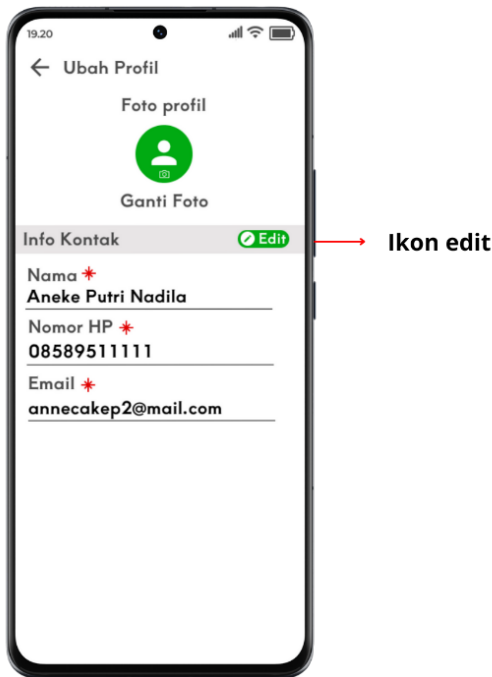 19.20
Ubah Profil
Foto profil
Ganti Foto
Info Kontak
Edit
Ikon edit
Nama *
Aneke Putri Nadila
Nomor HP *
08589511111
Email *
annecakep2@mail.com